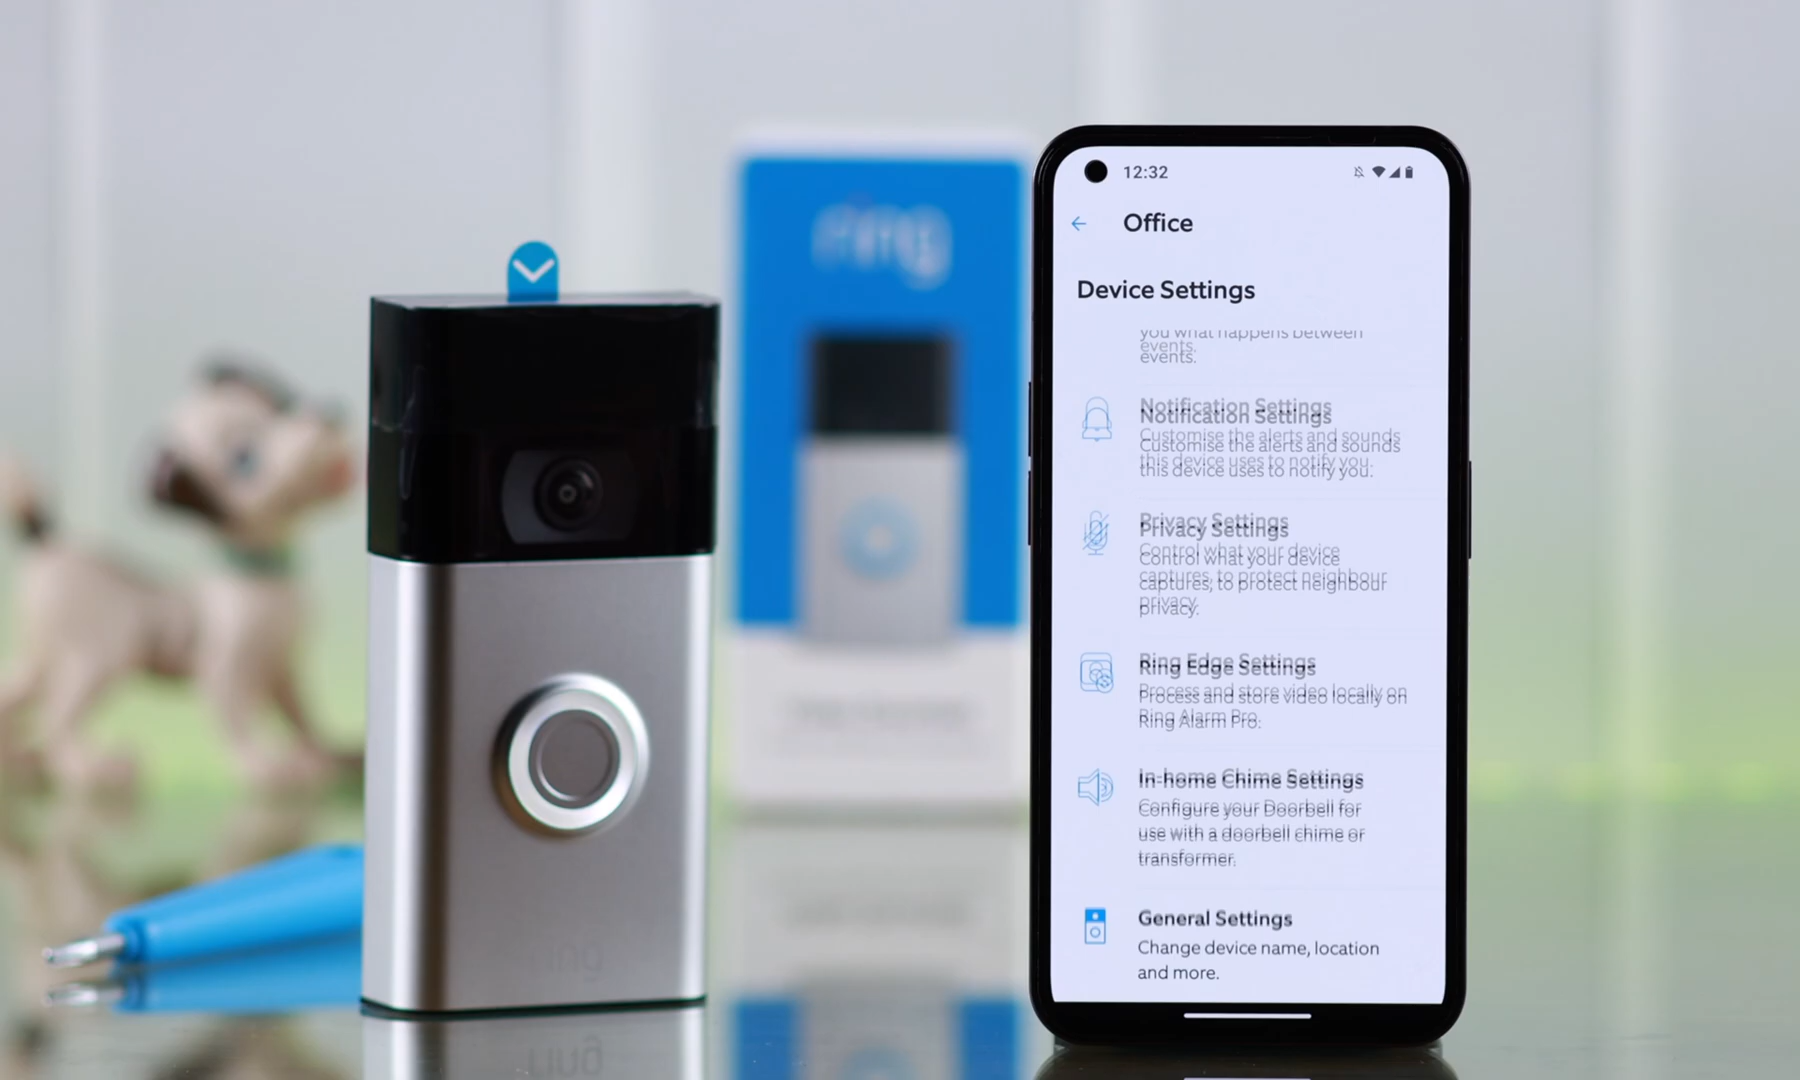 ring
12:32
Office
Device Settings
you what happens between
events.
Notification Settings
Customise the alerts and sounds
this device uses to notify you.
Privacy Settings
Control what your device
captures, to protect neighbour
privacy.
Ring Edge Settings
Process and store video locally on
Ring Alarm Pro.
In-home Chime Settings
Configure your Doorbell for
use with a doorbell chime or
transformer.
General Settings
Change device name, location
and more.
ring